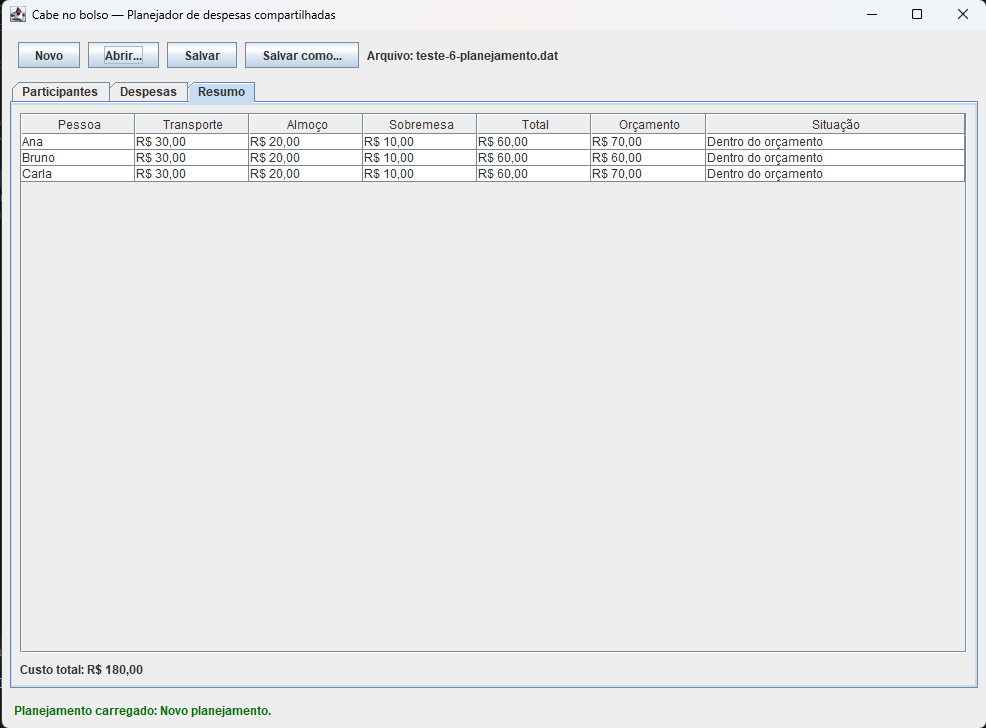 Cabe no bolso — Planejador de despesas compartilhadas
Novo Abrir... Salvar Salvar como... Arquivo: teste-6-planejamento.dat
Participantes Despesas Resumo
Pessoa Transporte Almoço Sobremesa Total Orçamento Situação
Ana R$ 30,00 R$ 20,00 R$ 10,00 R$ 60,00 R$ 70,00 Dentro do orçamento
Bruno R$ 30,00 R$ 20,00 R$ 10,00 R$ 60,00 R$ 60,00 Dentro do orçamento
Carla R$ 30,00 R$ 20,00 R$ 10,00 R$ 60,00 R$ 70,00 Dentro do orçamento
Custo total: R$ 180,00
Planejamento carregado: Novo planejamento.